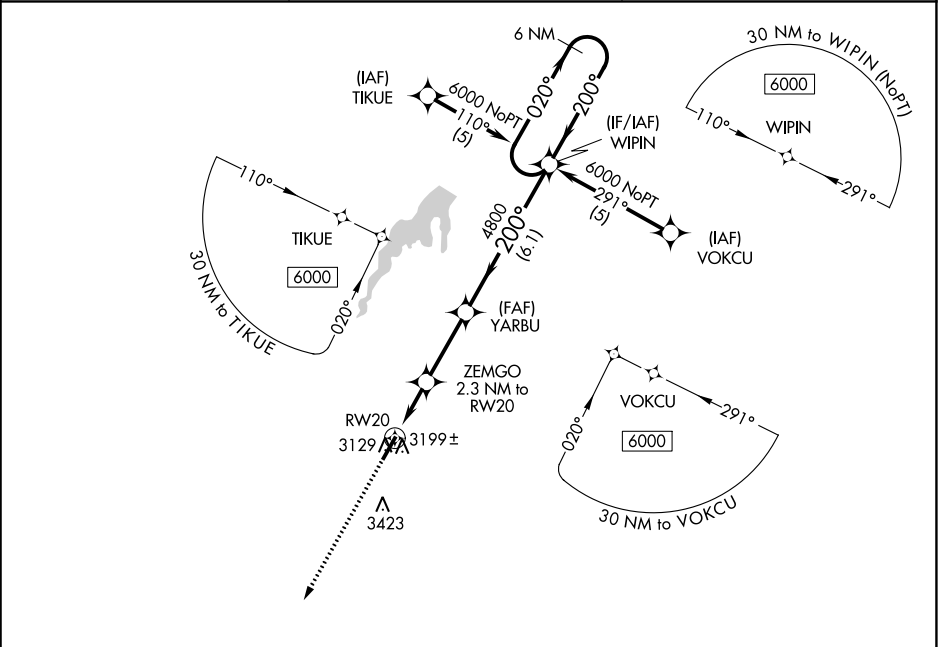 30 NM to WIPIN (NoPT)
6000
110°
WIPIN
291°
6 NM
020°
200°
(IAF)
TIKUE
6000 NoPT
110°
(5)
(IF/IAF)
WIPIN
6000 NoPT
291°
(5)
(IAF)
VOKCU
4800
200°
(6.1)
110°
TIKUE
6000
020°
30 NM to TIKUE
(FAF)
YARBU
ZEMGO
2.3 NM to
RW20
RW20
3129
3199±
3423
VOKCU
291°
6000
020°
30 NM to VOKCU